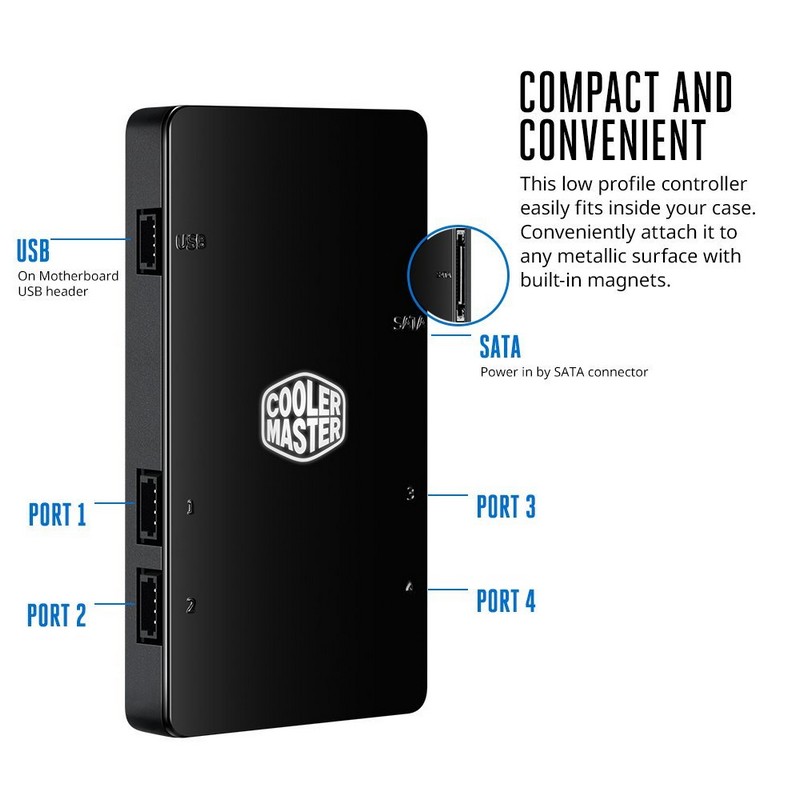 COMPACT AND
CONVENIENT
This low profile controller
easily fits inside your case.
Conveniently attach it to
any metallic surface with
built-in magnets.
USB
On Motherboard
USB header
USB
SATA
SATA
SATA
Power in by SATA connector
COOLER
MASTER
PORT 1
1
3
PORT 3
PORT 2
2
4
PORT 4